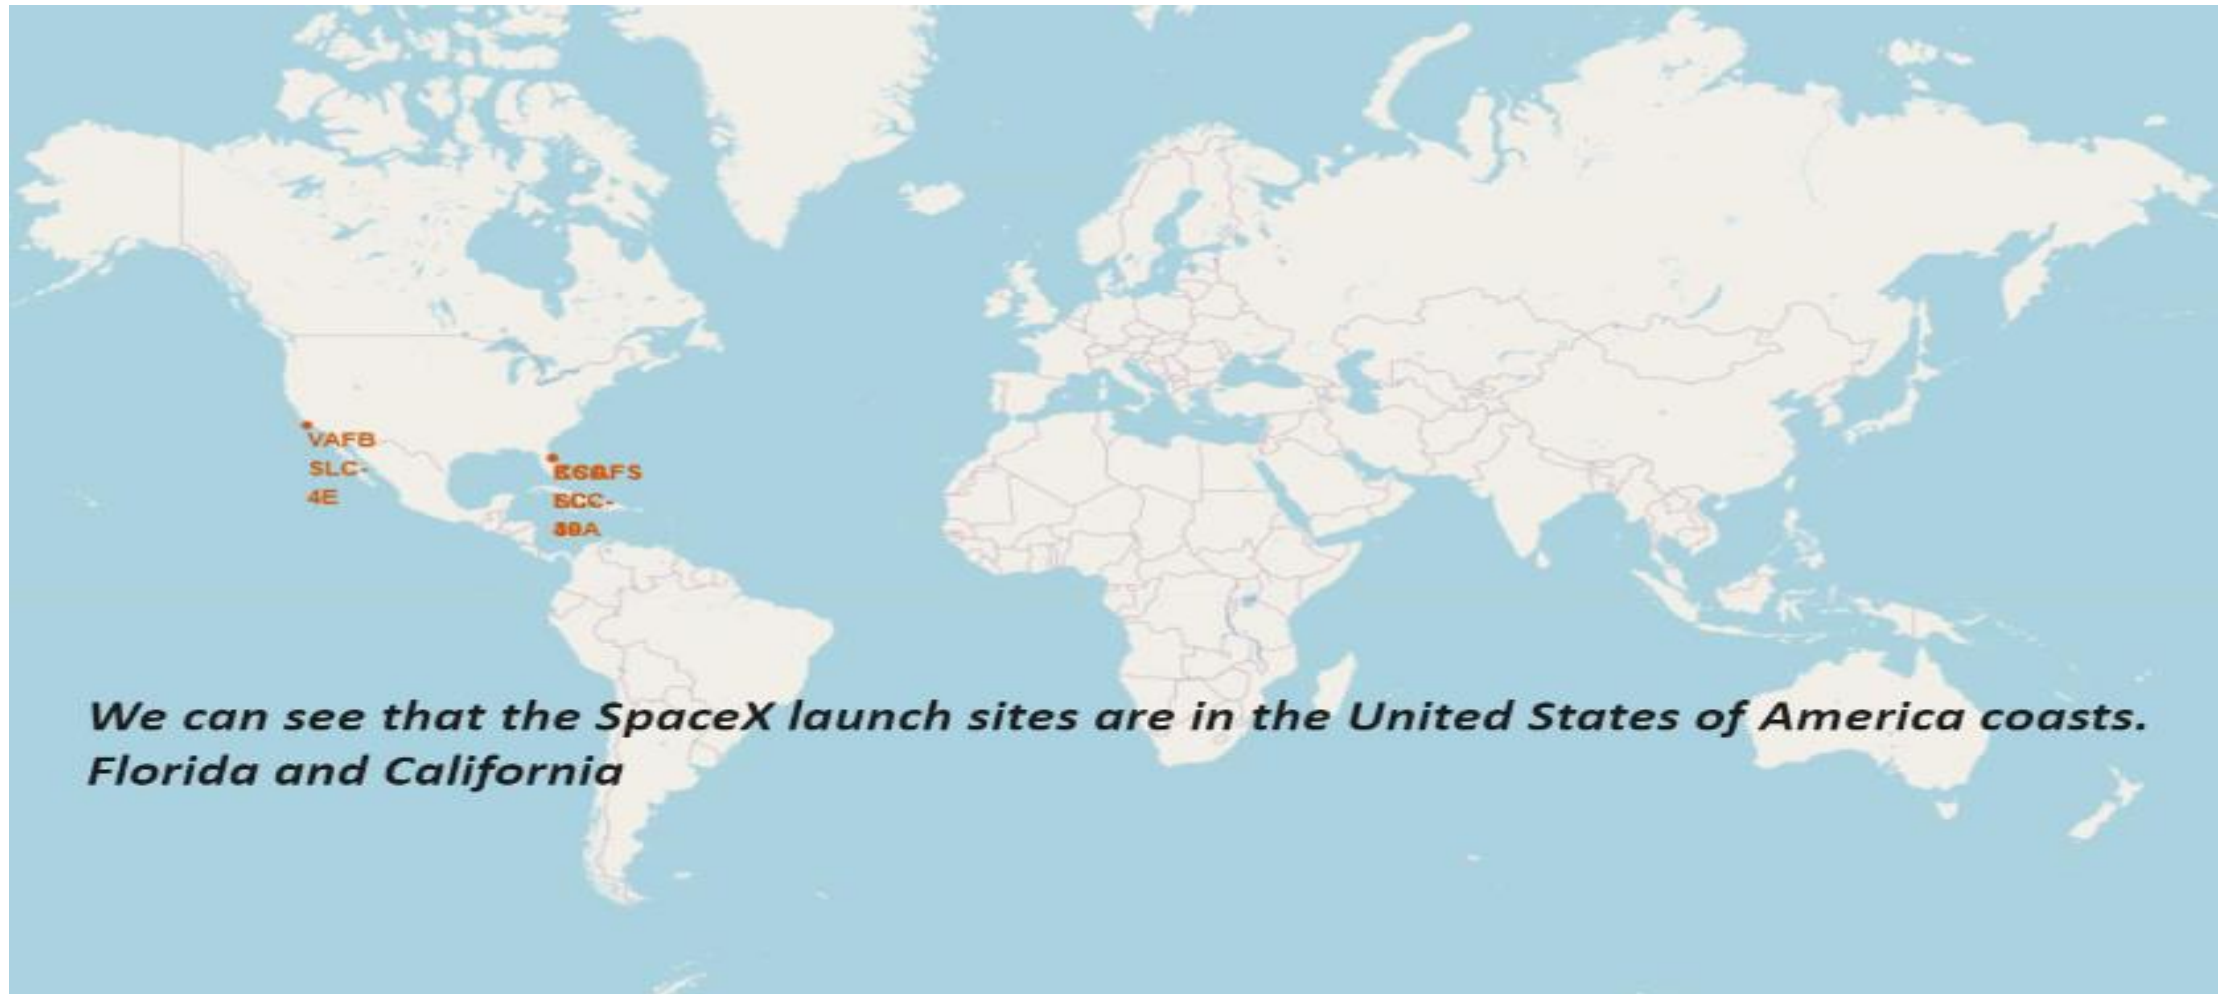 VAFB
SLC-
4E
We can see that the SpaceX launch sites are in the United States of America coasts.
Florida and California